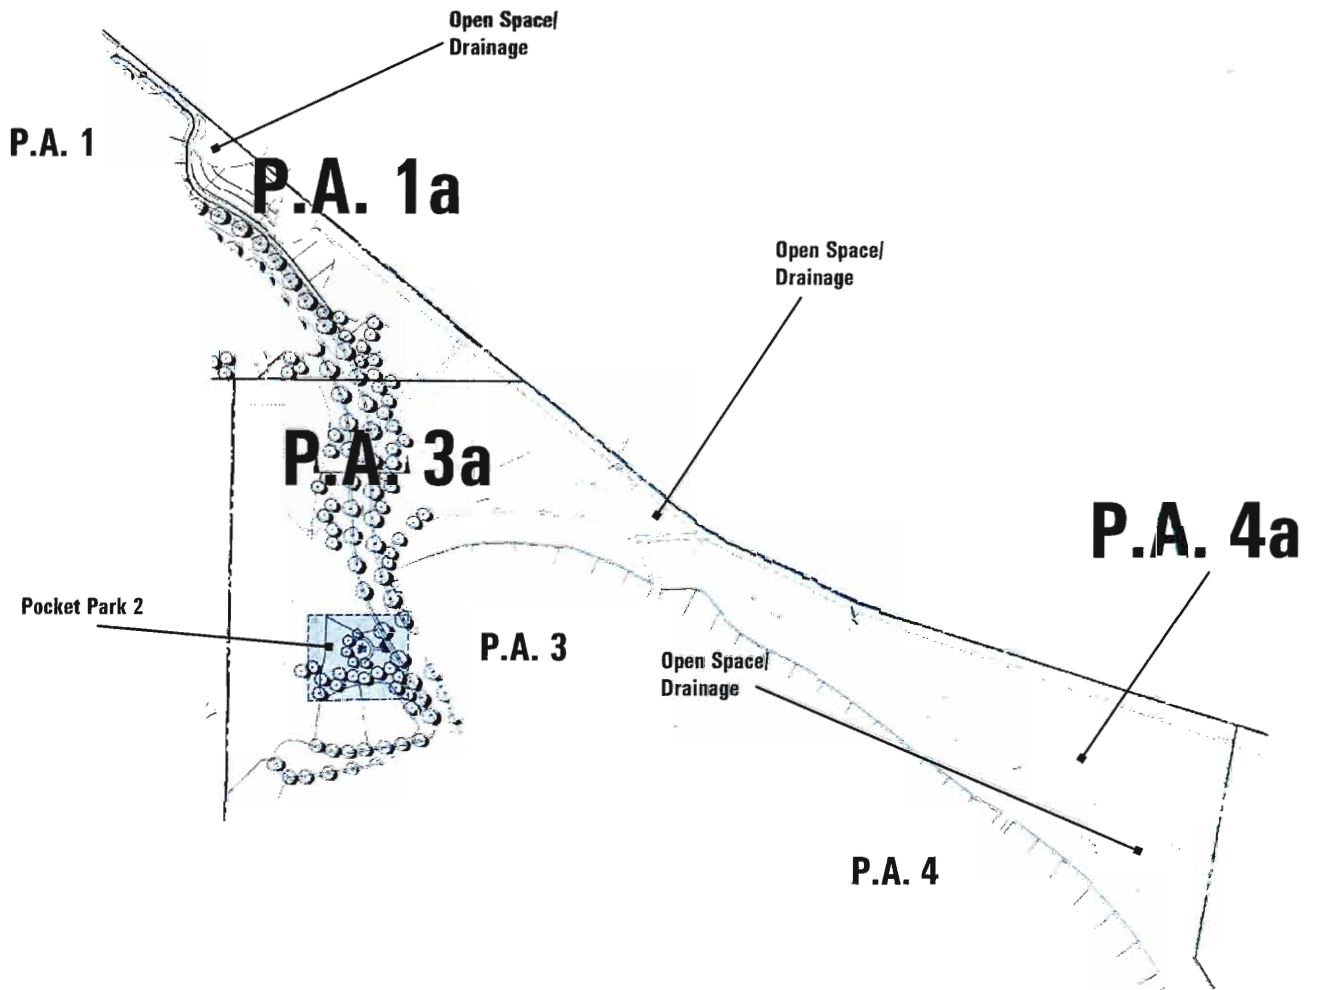 Open Space/
Drainage
P.A. 1
P.A. 1a
Open Space/
Drainage
P.A. 3a
P.A. 4a
Pocket Park 2
P.A. 3
Open Space/
Drainage
P.A. 4